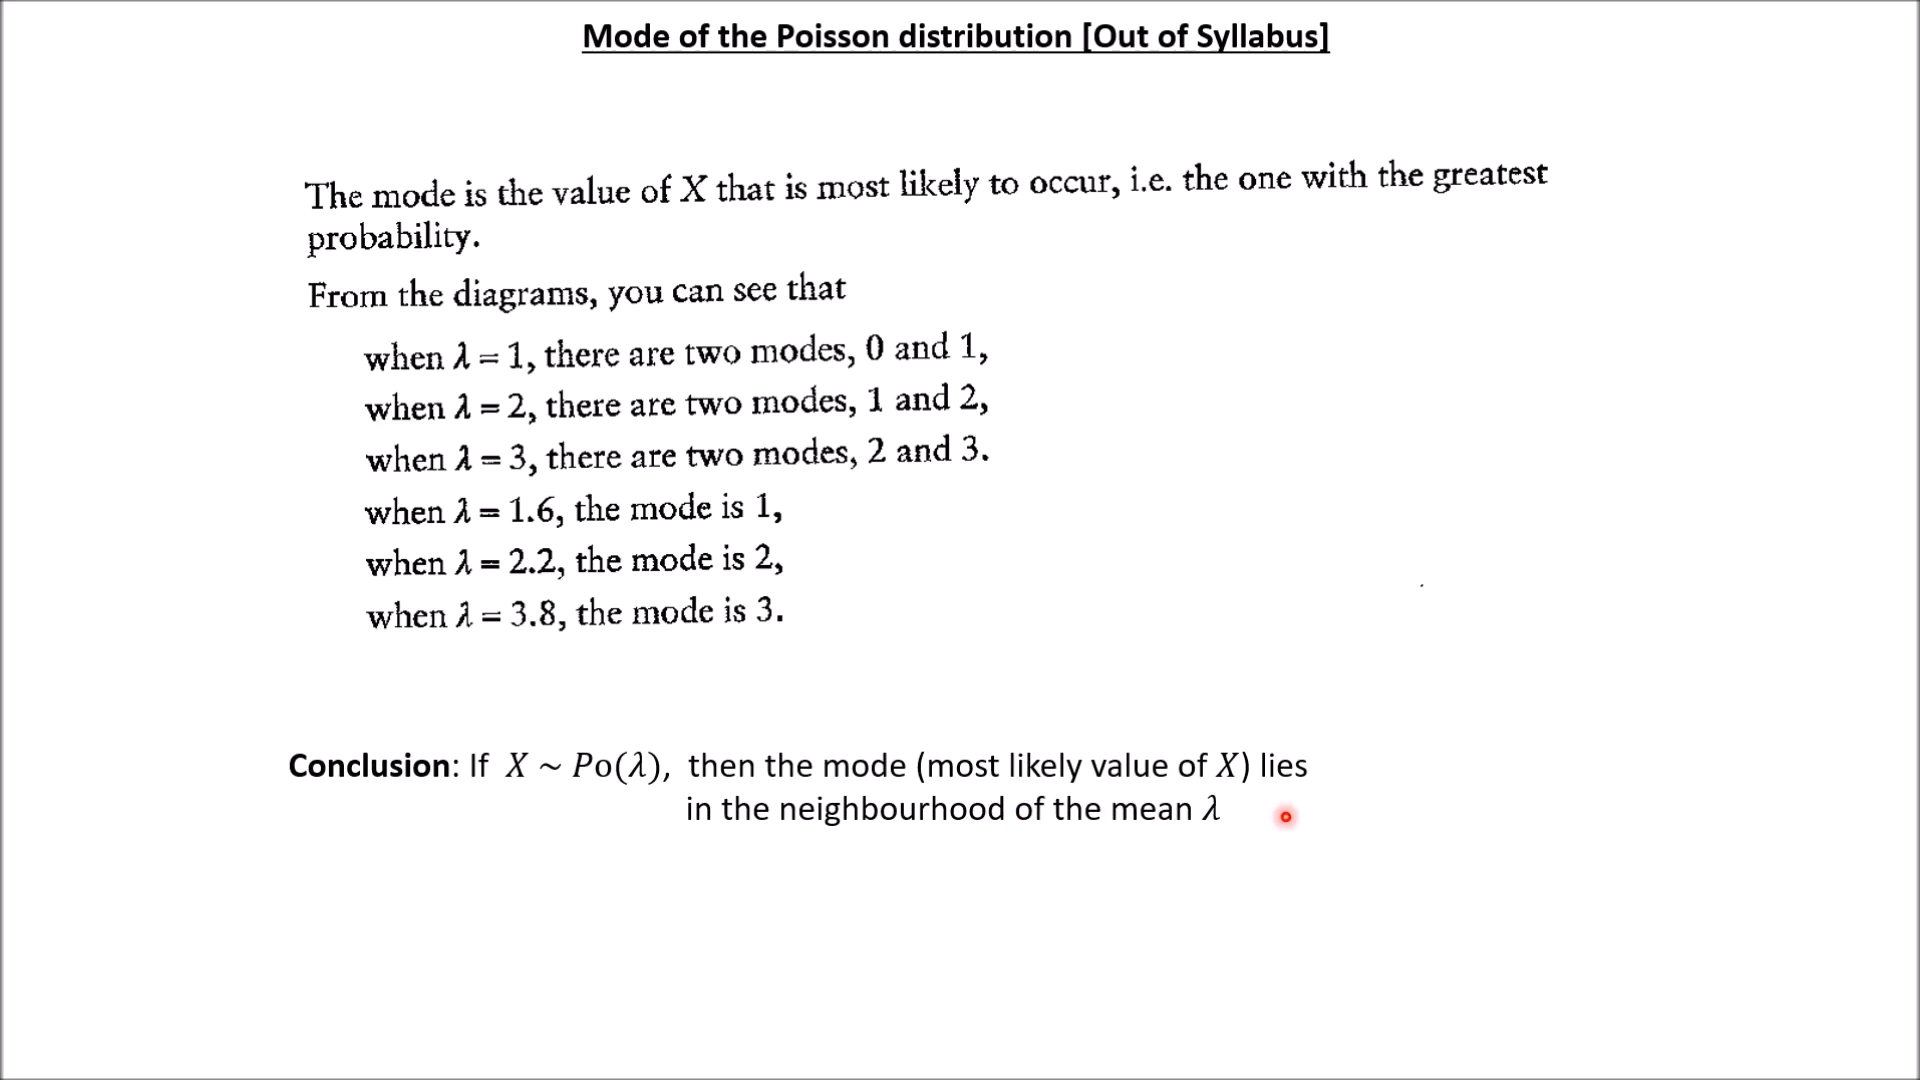 Mode of the Poisson distribution [Out of Syllabus]
The mode is the value of X that is most likely to occur, i.e. the one with the greatest
probability.
From the diagrams, you can see that
when λ = 1, there are two modes, 0 and 1,
when λ = 2, there are two modes, 1 and 2,
when λ = 3, there are two modes, 2 and 3.
when λ = 1.6, the mode is 1,
when λ = 2.2, the mode is 2,
when λ = 3.8, the mode is 3.
Conclusion: If X ~ Po(λ), then the mode (most likely value of X) lies
in the neighbourhood of the mean λ